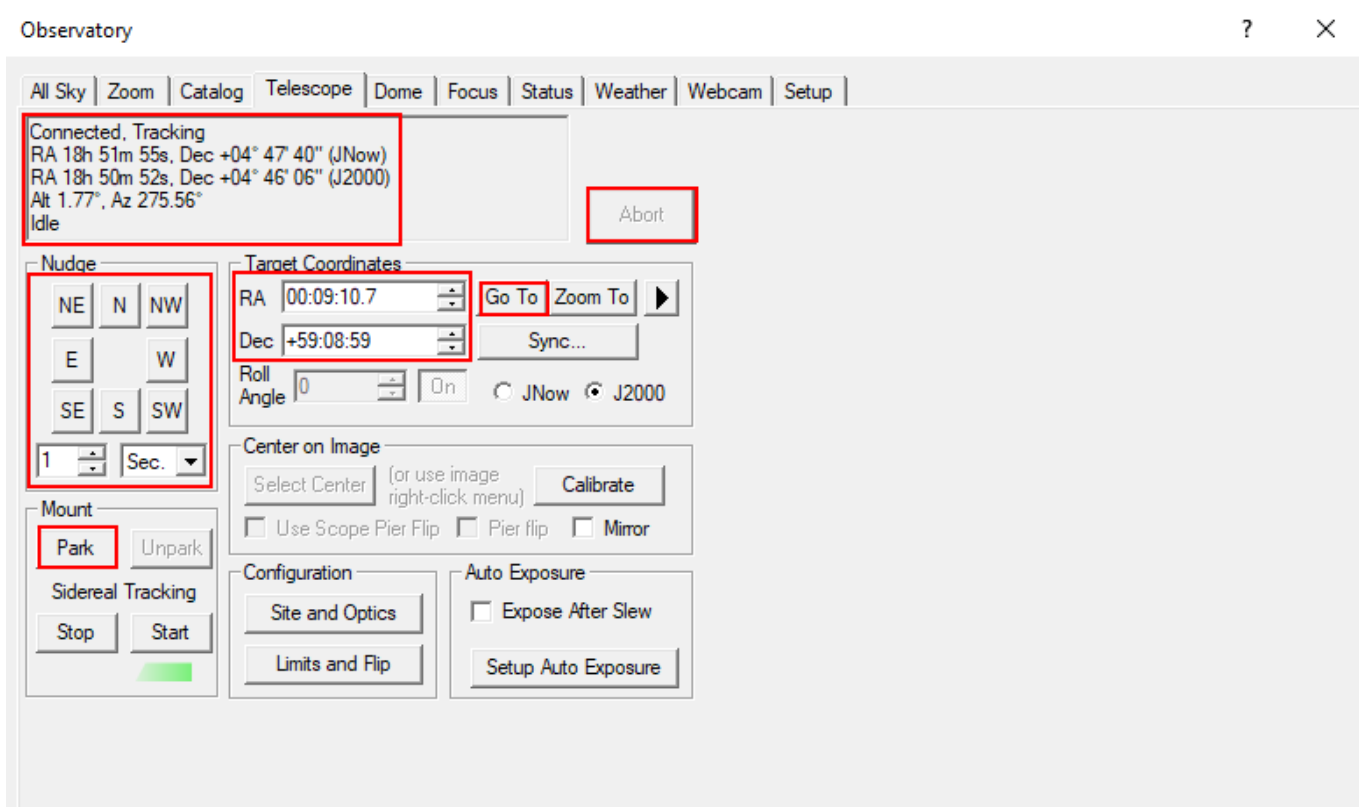 Observatory
?
All Sky Zoom Catalog Telescope Dome Focus Status Weather Webcam Setup
Connected, Tracking
RA 18h 51m 55s, Dec +04° 47' 40" (JNow)
RA 18h 50m 52s, Dec +04° 46' 06" (J2000)
Alt 1.77°, Az 275.56°
Idle
Abort
Nudge
NE N NW
E W
SE S SW
1 Sec.
Mount
Park Unpark
Sidereal Tracking
Stop Start
Target Coordinates
RA 00:09:10.7 Go To Zoom To
Dec +59:08:59 Sync...
Roll
Angle 0 On JNow J2000
Center on Image
Select Center (or use image
right-click menu) Calibrate
Use Scope Pier Flip Pier flip Mirror
Configuration
Site and Optics
Limits and Flip
Auto Exposure
Expose After Slew
Setup Auto Exposure